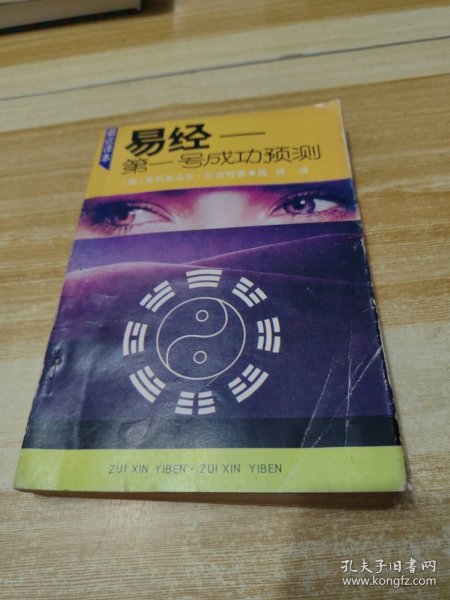 最新译本
易经—
第一号成功预测
ZUI XIN YIBEN · ZUI XIN YIBEN
孔夫子旧书网
www.kongfz.com